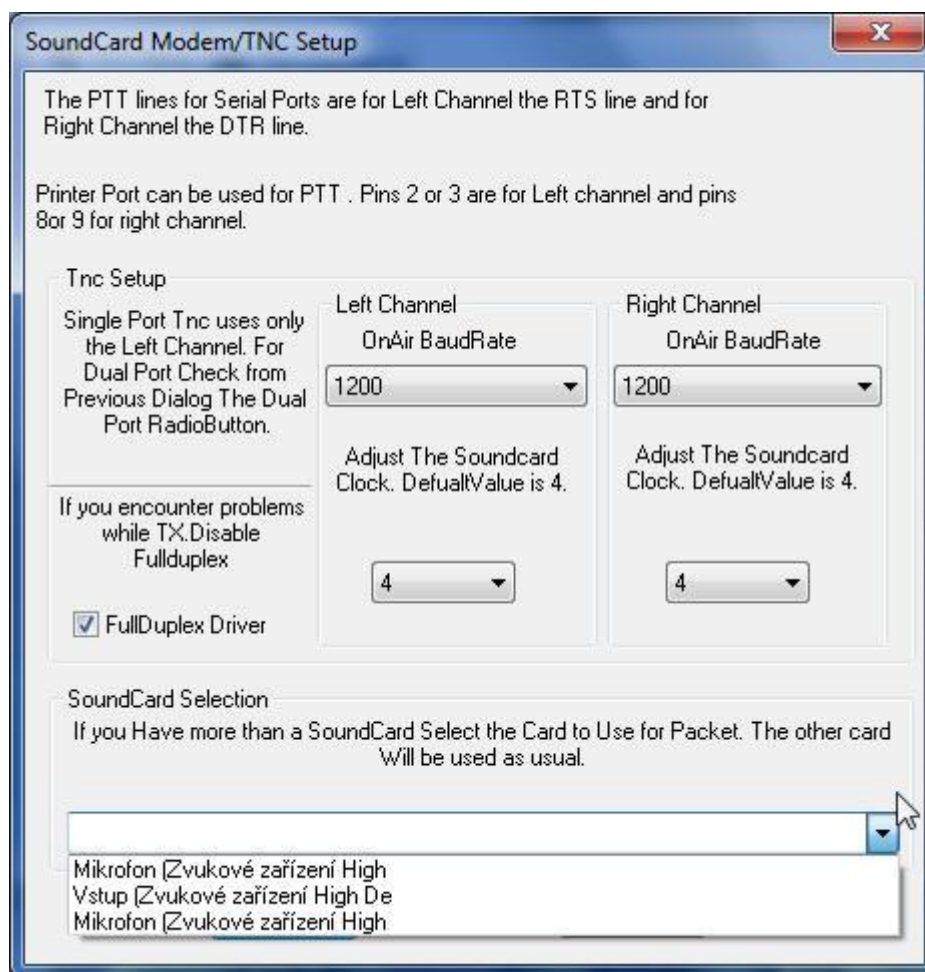 SoundCard Modem/TNC Setup
The PTT lines for Serial Ports are for Left Channel the RTS line and for
Right Channel the DTR line.
Printer Port can be used for PTT . Pins 2 or 3 are for Left channel and pins
8or 9 for right channel.
Tnc Setup
Single Port Tnc uses only
the Left Channel. For
Dual Port Check from
Previous Dialog The Dual
Port RadioButton.
If you encounter problems
while TX.Disable
Fullduplex
FullDuplex Driver
Left Channel
OnAir BaudRate
1200
Adjust The Soundcard
Clock. DefualtValue is 4.
4
Right Channel
OnAir BaudRate
1200
Adjust The Soundcard
Clock. DefualtValue is 4.
4
SoundCard Selection
If you Have more than a SoundCard Select the Card to Use for Packet. The other card
Will be used as usual.
Mikrofon (Zvukové zařízení High
Vstup (Zvukové zařízení High De
Mikrofon (Zvukové zařízení High